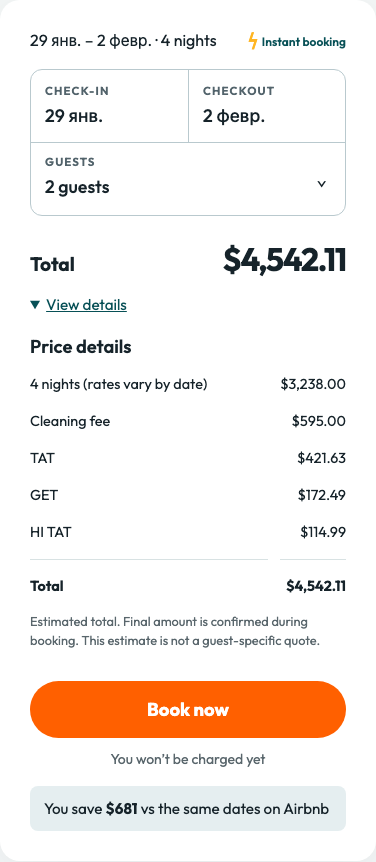 29 янв. – 2 февр. · 4 nights
Instant booking
CHECK-IN
29 янв.
CHECKOUT
2 февр.
GUESTS
2 guests
Total
$4,542.11
▼ View details
Price details
4 nights (rates vary by date)
$3,238.00
Cleaning fee
$595.00
TAT
$421.63
GET
$172.49
HI TAT
$114.99
Total
$4,542.11
Estimated total. Final amount is confirmed during
booking. This estimate is not a guest-specific quote.
Book now
You won’t be charged yet
You save $681 vs the same dates on Airbnb